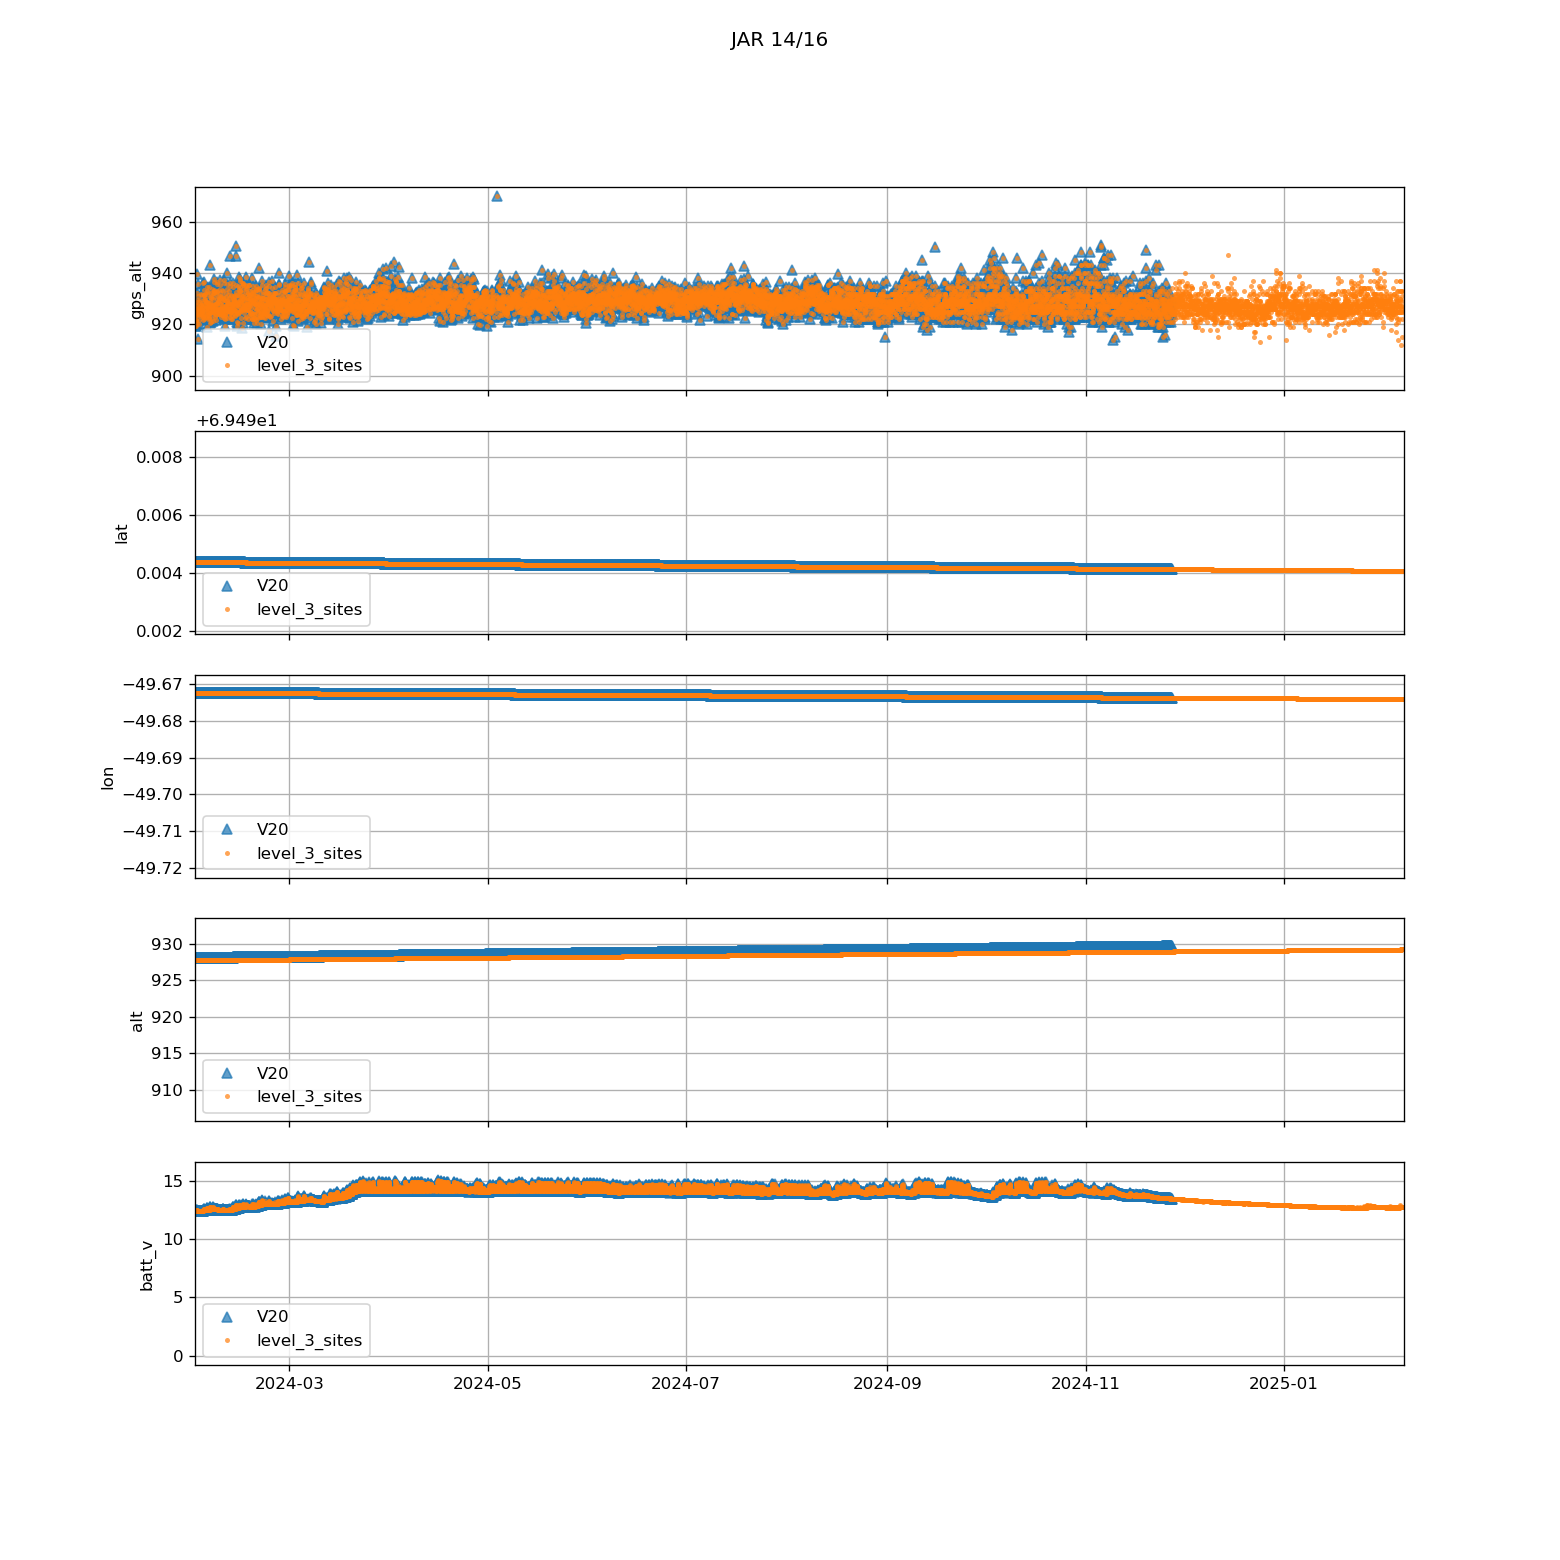 JAR 14/16
960
940
920
900
gps_alt
V20
level_3_sites
+6.949e1
0.008
0.006
0.004
0.002
lat
V20
level_3_sites
−49.67
−49.68
−49.69
−49.70
−49.71
−49.72
lon
V20
level_3_sites
930
925
920
915
910
alt
V20
level_3_sites
15
10
5
0
batt_v
V20
level_3_sites
2024-03 2024-05 2024-07 2024-09 2024-11 2025-01